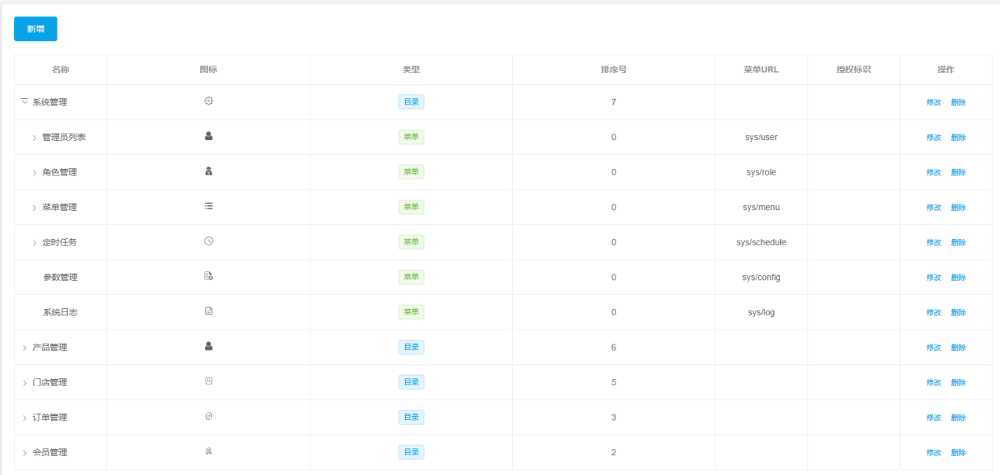 新增
名称 图标 类型 排序号 菜单URL 授权标识 操作
系统管理 目录 7 修改 删除
管理员列表 菜单 0 sys/user 修改 删除
角色管理 菜单 0 sys/role 修改 删除
菜单管理 菜单 0 sys/menu 修改 删除
定时任务 菜单 0 sys/schedule 修改 删除
参数管理 菜单 0 sys/config 修改 删除
系统日志 菜单 0 sys/log 修改 删除
产品管理 目录 6 修改 删除
门店管理 目录 5 修改 删除
订单管理 目录 3 修改 删除
会员管理 目录 2 修改 删除